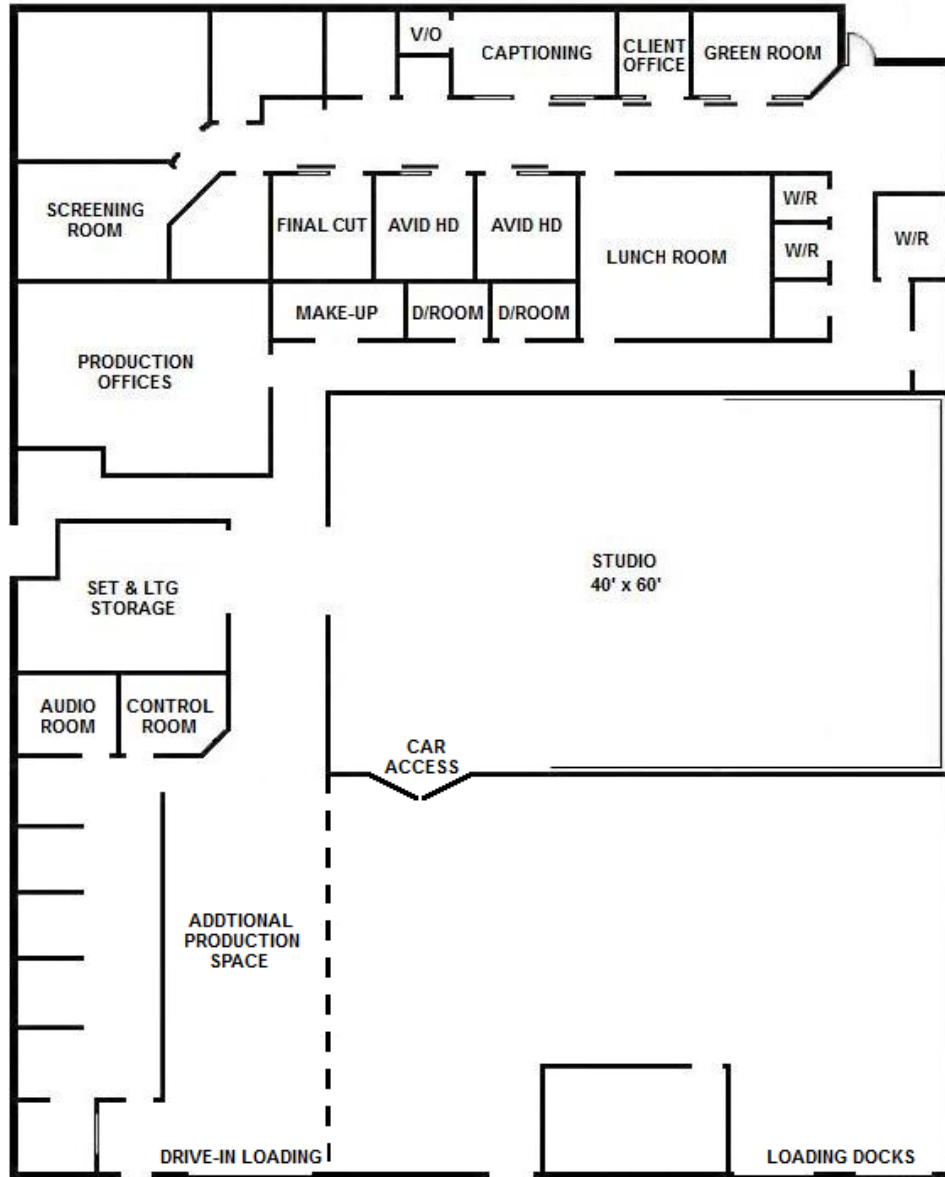 V/O
CAPTIONING
CLIENT
OFFICE
GREEN ROOM
SCREENING
ROOM
FINAL CUT
AVID HD
AVID HD
LUNCH ROOM
W/R
W/R
W/R
MAKE-UP
D/ROOM
D/ROOM
PRODUCTION
OFFICES
STUDIO
40' x 60'
SET & LTG
STORAGE
AUDIO
ROOM
CONTROL
ROOM
CAR
ACCESS
ADDTIONAL
PRODUCTION
SPACE
DRIVE-IN LOADING
LOADING DOCKS